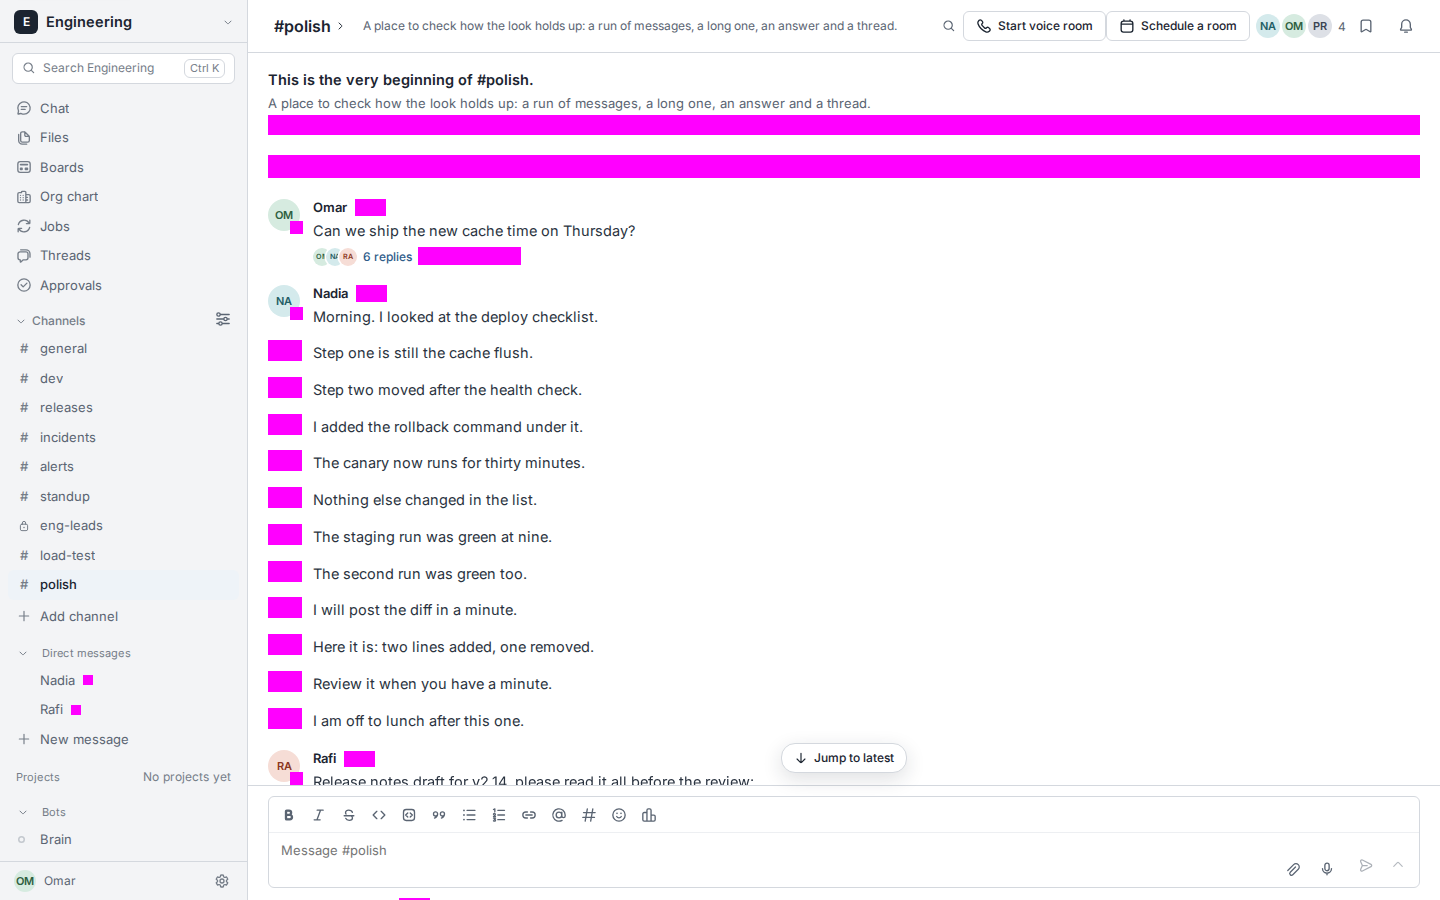 E Engineering
Search Engineering Ctrl K
Chat
Files
Boards
Org chart
Jobs
Threads
Approvals
Channels
# general
# dev
# releases
# incidents
# alerts
# standup
eng-leads
# load-test
# polish
Add channel
Direct messages
Nadia
Rafi
New message
Projects No projects yet
Bots
Brain
OM Omar
#polish A place to check how the look holds up: a run of messages, a long one, an answer and a thread.
Start voice room Schedule a room NA OM PR 4
This is the very beginning of #polish.
A place to check how the look holds up: a run of messages, a long one, an answer and a thread.
OM Omar
Can we ship the new cache time on Thursday?
RA 6 replies
NA Nadia
Morning. I looked at the deploy checklist.
Step one is still the cache flush.
Step two moved after the health check.
I added the rollback command under it.
The canary now runs for thirty minutes.
Nothing else changed in the list.
The staging run was green at nine.
The second run was green too.
I will post the diff in a minute.
Here it is: two lines added, one removed.
Review it when you have a minute.
I am off to lunch after this one.
RA Rafi
Release notes draft for v2.14, please read it all before the review:
Jump to latest
Message #polish